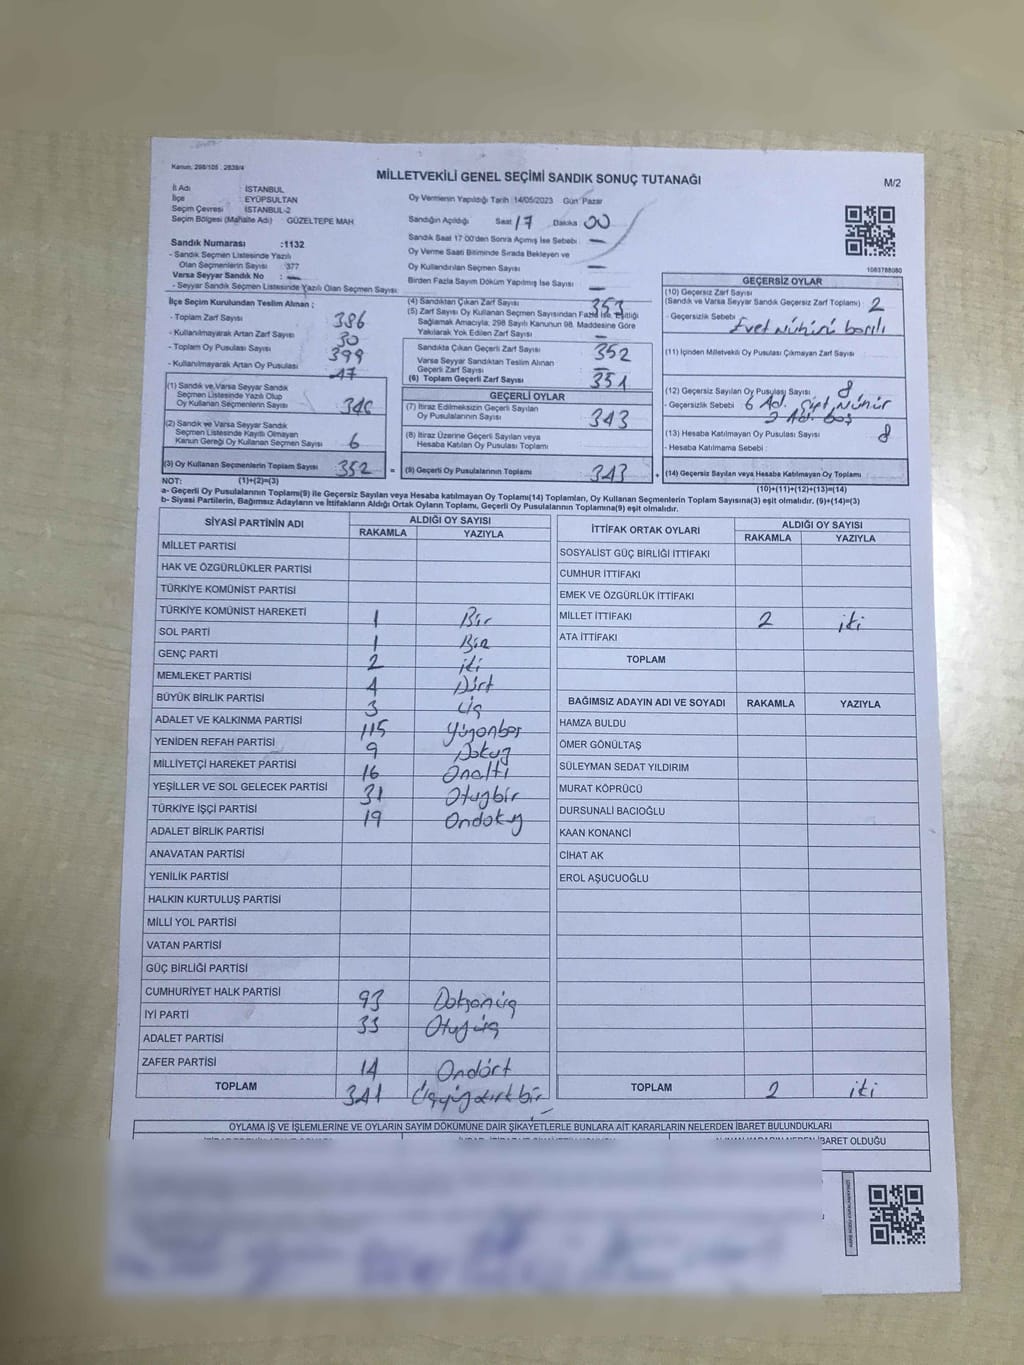 Kanun: 298/105 , 2839/4
MİLLETVEKİLİ GENEL SEÇİMİ SANDIK SONUÇ TUTANAĞI
M/2
İl Adı : İSTANBUL
İlçe : EYÜPSULTAN
Seçim Çevresi : İSTANBUL-2
Seçim Bölgesi (Mahalle Adı) GÜZELTEPE MAH
Oy Vermenin Yapıldığı Tarih :14/05/2023 Gün :Pazar
Sandığın Açıldığı Saat 17 Dakika 00
Sandık Saat 17:00'den Sonra Açımış İse Sebebi : —
Oy Verme Saati Bitiminde Sırada Bekleyen ve
Oy Kullandırılan Seçmen Sayısı —
Birden Fazla Sayım Döküm Yapılmış İse Sayısı —
1083788080
Sandık Numarası :1132
- Sandık Seçmen Listesinde Yazılı
Olan Seçmenlerin Sayısı :377
Varsa Seyyar Sandık No : —
- Seyyar Sandık Seçmen Listesinde Yazılı Olan Seçmen Sayısı:
İlçe Seçim Kurulundan Teslim Alınan ;
- Toplam Zarf Sayısı 386
- Kullanılmayarak Artan Zarf Sayısı 30
- Toplam Oy Pusulası Sayısı 399
- Kullanılmayarak Artan Oy Pusulası 47
(1) Sandık ve Varsa Seyyar Sandık
Seçmen Listesinde Yazılı Olup
Oy Kullanan Seçmenlerin Sayısı 346
(2) Sandık ve Varsa Seyyar Sandık
Seçmen Listesinde Kayıtlı Olmayan
Kanun Gereği Oy Kullanan Seçmen Sayısı 6
(3) Oy Kullanan Seçmenlerin Toplam Sayısı 352 =
(4) Sandıktan Çıkan Zarf Sayısı 353
(5) Zarf Sayısı Oy Kullanan Seçmen Sayısından Fazla İse, Eşitliği
Sağlamak Amacıyla, 298 Sayılı Kanunun 98. Maddesine Göre
Yakılarak Yok Edilen Zarf Sayısı —
Sandıkta Çıkan Geçerli Zarf Sayısı 352
Varsa Seyyar Sandıktan Teslim Alınan
Geçerli Zarf Sayısı —
(6) Toplam Geçerli Zarf Sayısı 351
GEÇERLİ OYLAR
(7) İtiraz Edilmeksizin Geçerli Sayılan
Oy Pusulalarının Sayısı 343
(8) İtiraz Üzerine Geçerli Sayılan veya
Hesaba Katılan Oy Pusulası Toplamı
(9) Geçerli Oy Pusulalarının Toplamı 343 +
GEÇERSİZ OYLAR
(10) Geçersiz Zarf Sayısı
(Sandık ve Varsa Seyyar Sandık Geçersiz Zarf Toplamı) : 2
- Geçersizlik Sebebi : Evet Mührü basılı
(11) İçinden Milletvekili Oy Pusulası Çıkmayan Zarf Sayısı :
(12) Geçersiz Sayılan Oy Pusulası Sayısı : 8
- Geçersizlik Sebebi : 6 Ad. Çift Mühür
2 Ad. boş
(13) Hesaba Katılmayan Oy Pusulası Sayısı : 8
- Hesaba Katılmama Sebebi :
(14) Geçersiz Sayılan veya Hesaba Katılmayan Oy Toplamı
NOT: (1)+(2)=(3)
(10)+(11)+(12)+(13)=(14)
a- Geçerli Oy Pusulalarının Toplamı(9) ile Geçersiz Sayılan veya Hesaba katılmayan Oy Toplamı(14) Toplamları, Oy Kullanan Seçmenlerin Toplam Sayısına(3) eşit olmalıdır. (9)+(14)=(3)
b- Siyasi Partilerin, Bağımsız Adayların ve İttifakların Aldığı Ortak Oyların Toplamı, Geçerli Oy Pusulalarının Toplamına(9) eşit olmalıdır.
SİYASİ PARTİNİN ADI ALDIĞI OY SAYISI
RAKAMLA YAZIYLA
MİLLET PARTİSİ
HAK VE ÖZGÜRLÜKLER PARTİSİ
TÜRKİYE KOMÜNİST PARTİSİ
TÜRKİYE KOMÜNİST HAREKETİ 1 Bir
SOL PARTİ 1 Bir
GENÇ PARTİ 2 iki
MEMLEKET PARTİSİ 4 Dört
BÜYÜK BİRLİK PARTİSİ 3 üç
ADALET VE KALKINMA PARTİSİ 115 Yüzonbeş
YENİDEN REFAH PARTİSİ 9 Dokuz
MİLLİYETÇİ HAREKET PARTİSİ 16 Onaltı
YEŞİLLER VE SOL GELECEK PARTİSİ 31 Otuzbir
TÜRKİYE İŞÇİ PARTİSİ 19 Ondokuz
ADALET BİRLİK PARTİSİ
ANAVATAN PARTİSİ
YENİLİK PARTİSİ
HALKIN KURTULUŞ PARTİSİ
MİLLİ YOL PARTİSİ
VATAN PARTİSİ
GÜÇ BİRLİĞİ PARTİSİ
CUMHURİYET HALK PARTİSİ 93 Doksanüç
İYİ PARTİ 33 Otuzüç
ADALET PARTİSİ
ZAFER PARTİSİ 14 Ondört
TOPLAM 341 Üçyüzkırkbir
İTTİFAK ORTAK OYLARI ALDIĞI OY SAYISI
RAKAMLA YAZIYLA
SOSYALİST GÜÇ BİRLİĞİ İTTİFAKI
CUMHUR İTTİFAKI
EMEK VE ÖZGÜRLÜK İTTİFAKI
MİLLET İTTİFAKI 2 iki
ATA İTTİFAKI
TOPLAM
BAĞIMSIZ ADAYIN ADI VE SOYADI RAKAMLA YAZIYLA
HAMZA BULDU
ÖMER GÖNÜLTAŞ
SÜLEYMAN SEDAT YILDIRIM
MURAT KÖPRÜCÜ
DURSUNALİ BACIOĞLU
KAAN KONANCİ
CİHAT AK
EROL AŞUCUOĞLU
TOPLAM 2 iki
OYLAMA İŞ VE İŞLEMLERİNE VE OYLARIN SAYIM DÖKÜMÜNE DAİR ŞİKAYETLERLE BUNLARA AİT KARARLARIN NELERDEN İBARET BULUNDUKLARI
İBARET OLDUĞU